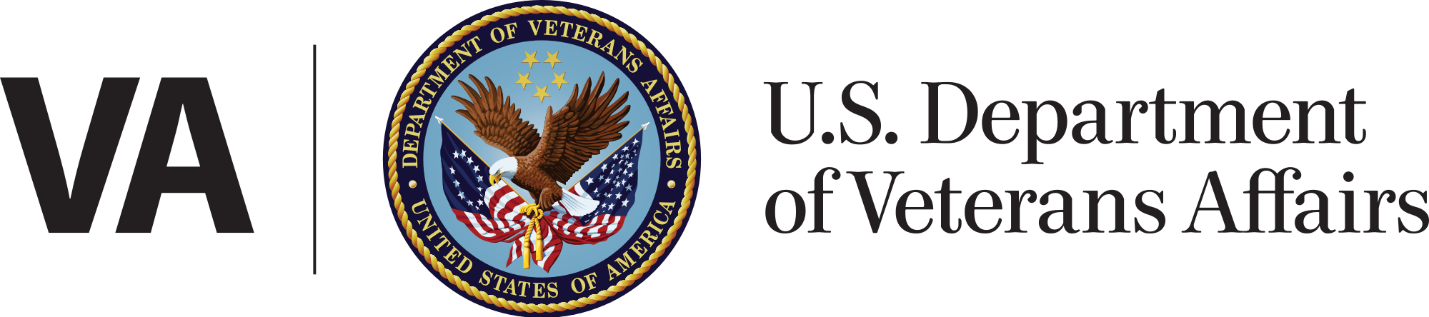 VA
DEPARTMENT OF VETERANS AFFAIRS
UNITED STATES OF AMERICA
U.S. Department
of Veterans Affairs